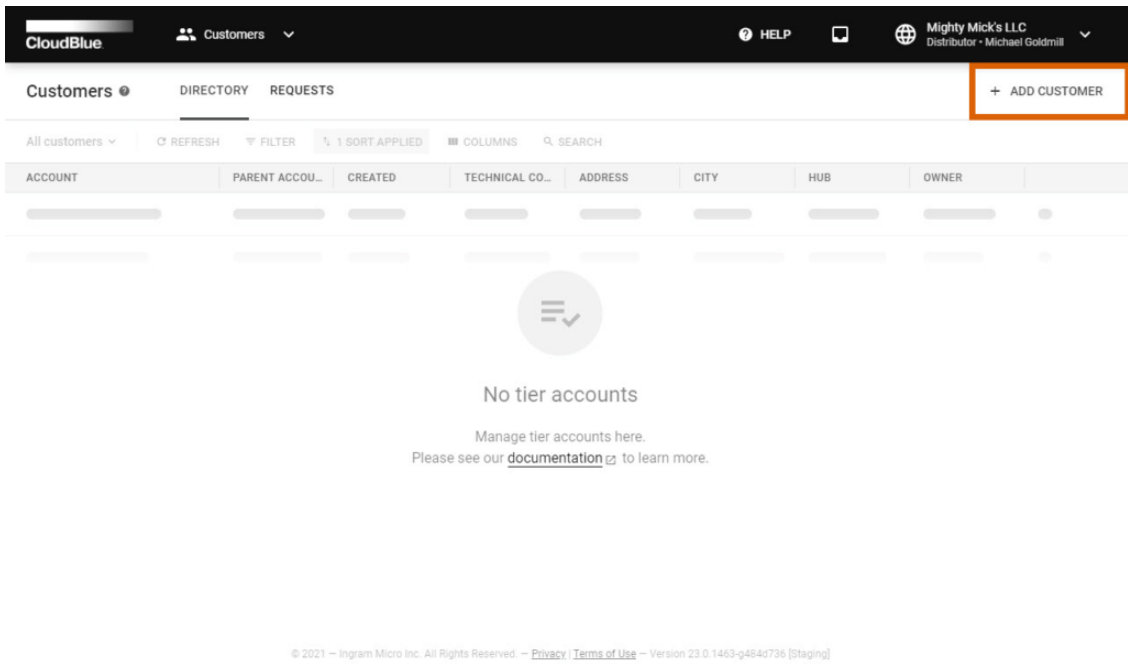 CloudBlue
Customers
HELP
Mighty Mick's LLC
Distributor • Michael Goldmill
Customers
DIRECTORY
REQUESTS
+ ADD CUSTOMER
All customers
REFRESH
FILTER
1 SORT APPLIED
COLUMNS
SEARCH
ACCOUNT
PARENT ACCOU...
CREATED
TECHNICAL CO...
ADDRESS
CITY
HUB
OWNER
No tier accounts
Manage tier accounts here.
Please see our documentation to learn more.
© 2021 – Ingram Micro Inc. All Rights Reserved. – Privacy | Terms of Use – Version 23.0.1463-g484d736 [Staging]